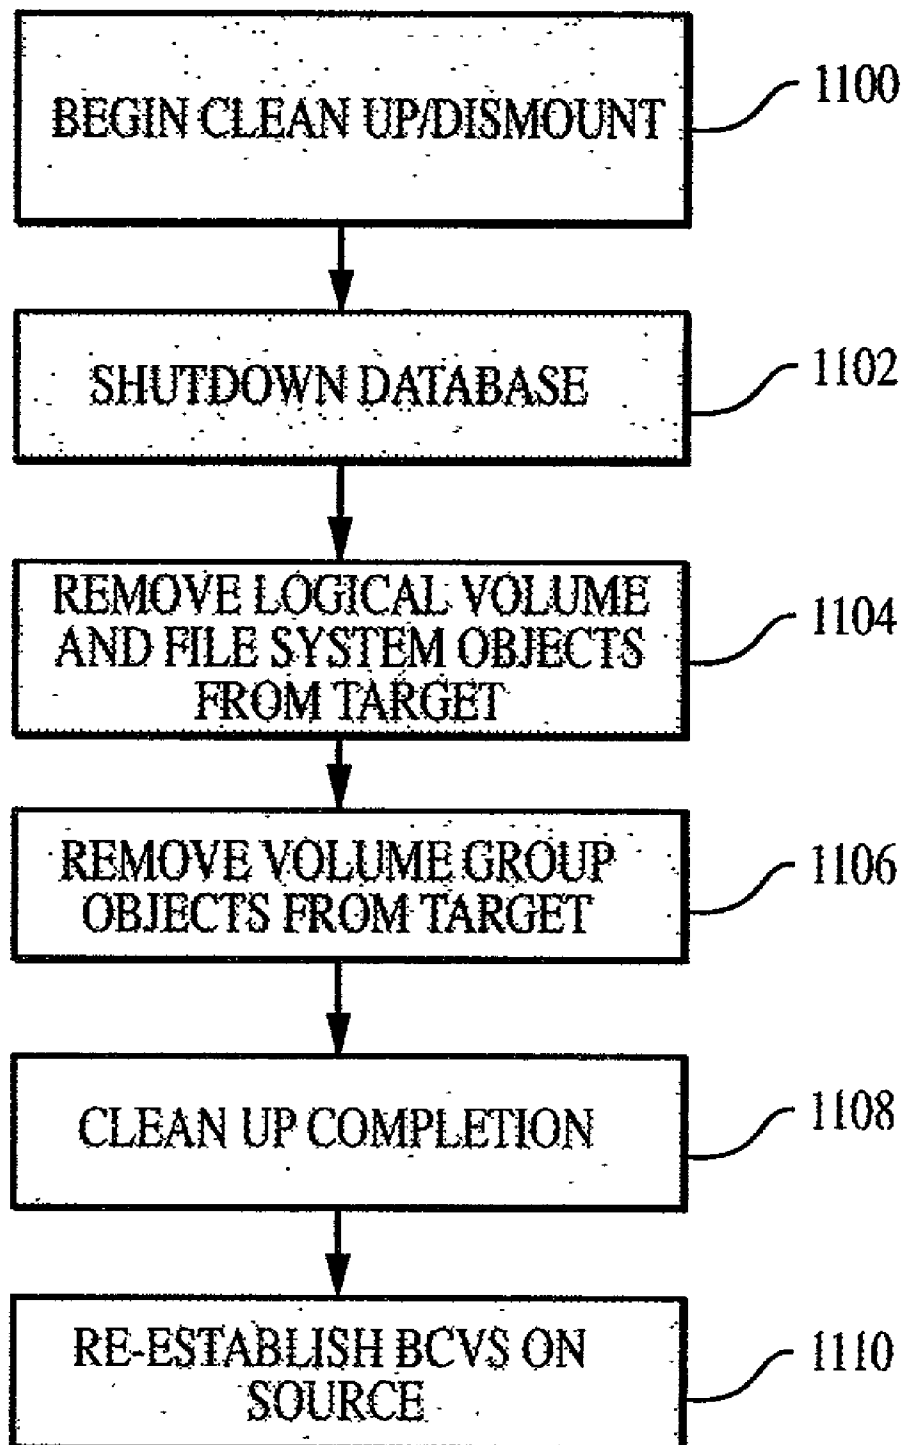 BEGIN CLEAN UP/DISMOUNT
1100
SHUTDOWN DATABASE
1102
REMOVE LOGICAL VOLUME
AND FILE SYSTEM OBJECTS
FROM TARGET
1104
REMOVE VOLUME GROUP
OBJECTS FROM TARGET
1106
CLEAN UP COMPLETION
1108
RE-ESTABLISH BCVS ON
SOURCE
1110